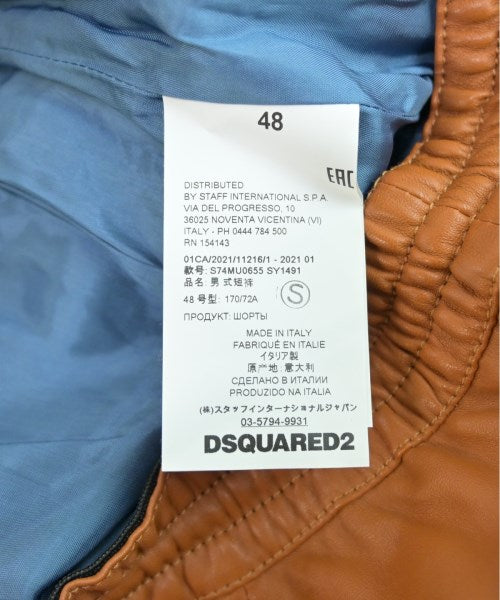 48
EAC
DISTRIBUTED
BY STAFF INTERNATIONAL S.P.A.
VIA DEL PROGRESSO, 10
36025 NOVENTA VICENTINA (VI)
ITALY - PH 0444 784 500
RN 154143
01CA/2021/11216/1 - 2021 01
款号: S74MU0655 SY1491
品名: 男式短裤
48 号型: 170/72A
S
ПРОДУКТ: ШОРТЫ
MADE IN ITALY
FABRIQUÉ EN ITALIE
イタリア製
原产地: 意大利
СДЕЛАНО В ИТАЛИИ
PRODUZIDO NA ITALIA
(株)スタッフインターナショナルジャパン
03-5794-9931
DSQUARED2